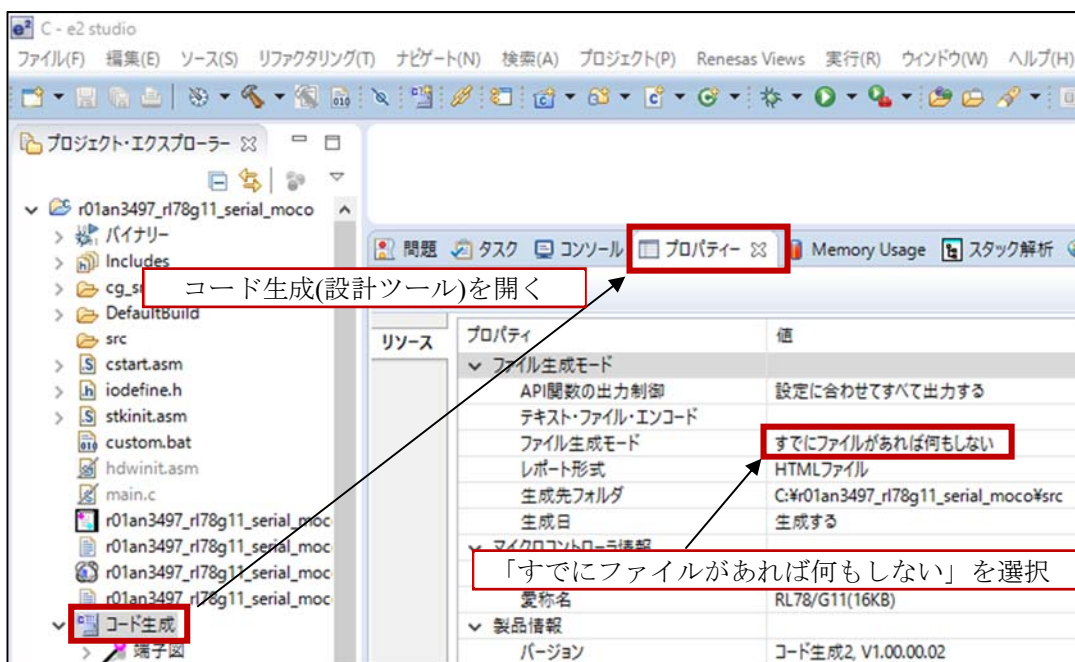 C - e2 studio
ファイル(F) 編集(E) ソース(S) リファクタリング(T) ナビゲート(N) 検索(A) プロジェクト(P) Renesas Views 実行(R) ウィンドウ(W) ヘルプ(H)
プロジェクト・エクスプローラー
r01an3497_rl78g11_serial_moco
バイナリー
Includes
cg_s
DefaultBuild
src
cstart.asm
iodefine.h
stkinit.asm
custom.bat
hdwinit.asm
main.c
r01an3497_rl78g11_serial_moc
r01an3497_rl78g11_serial_moc
r01an3497_rl78g11_serial_moc
r01an3497_rl78g11_serial_moc
コード生成
端子図
コード生成(設計ツール)を開く
問題 タスク コンソール プロパティー Memory Usage スタック解析
リソース
プロパティ 値
ファイル生成モード
API関数の出力制御 設定に合わせてすべて出力する
テキスト・ファイル・エンコード
ファイル生成モード すでにファイルがあれば何もしない
レポート形式 HTMLファイル
生成先フォルダ C:¥r01an3497_rl78g11_serial_moco¥src
生成日 生成する
マイクロコントローラ情報
「すでにファイルがあれば何もしない」を選択
愛称名 RL78/G11(16KB)
製品情報
バージョン コード生成2, V1.00.00.02